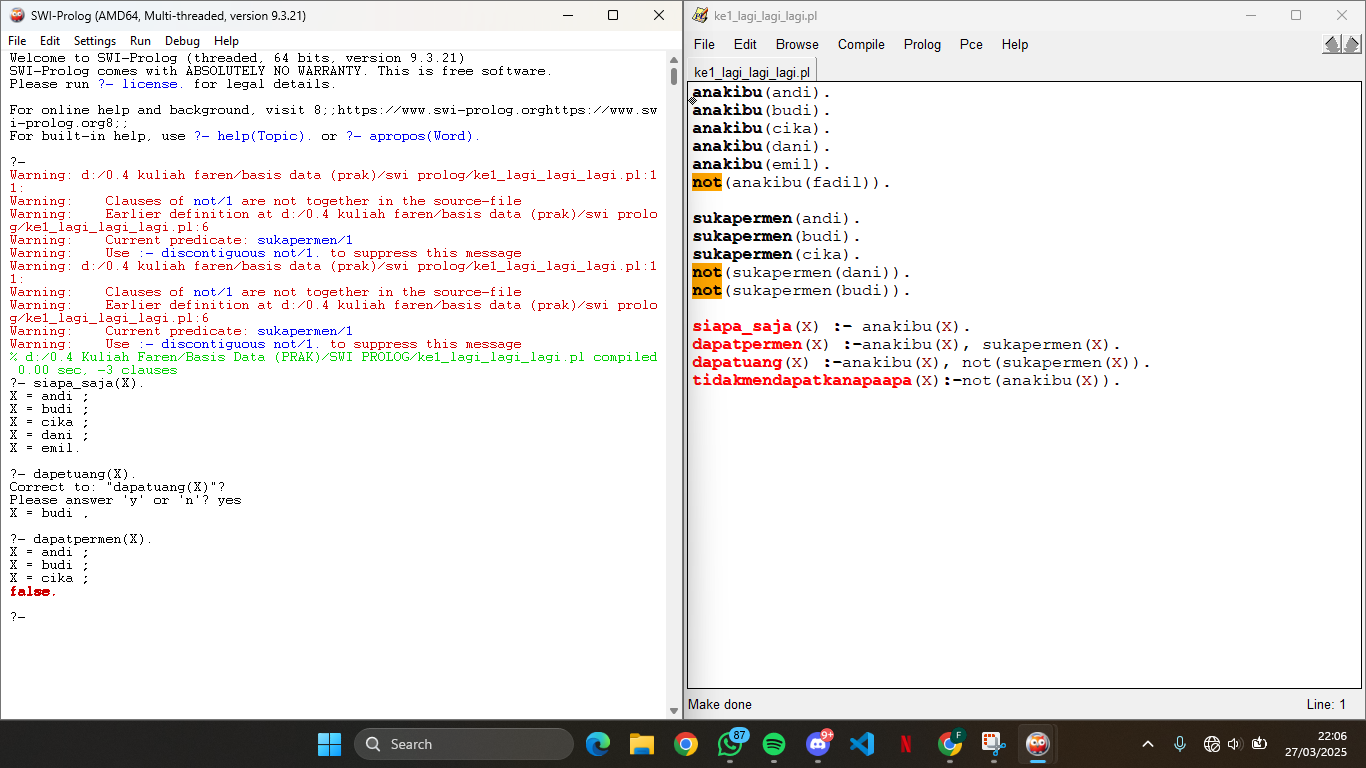 SWI-Prolog (AMD64, Multi-threaded, version 9.3.21)
File Edit Settings Run Debug Help
Welcome to SWI-Prolog (threaded, 64 bits, version 9.3.21)
SWI-Prolog comes with ABSOLUTELY NO WARRANTY. This is free software.
Please run ?- license. for legal details.
For online help and background, visit 8;;https://www.swi-prolog.orghttps://www.sw
i-prolog.org8;;
For built-in help, use ?- help(Topic). or ?- apropos(Word).
?-
Warning: d:/0.4 kuliah faren/basis data (prak)/swi prolog/ke1_lagi_lagi_lagi.pl:1
1:
Warning:    Clauses of not/1 are not together in the source-file
Warning:    Earlier definition at d:/0.4 kuliah faren/basis data (prak)/swi prolo
g/ke1_lagi_lagi_lagi.pl:6
Warning:    Current predicate: sukapermen/1
Warning:    Use :- discontiguous not/1. to suppress this message
Warning: d:/0.4 kuliah faren/basis data (prak)/swi prolog/ke1_lagi_lagi_lagi.pl:1
1:
Warning:    Clauses of not/1 are not together in the source-file
Warning:    Earlier definition at d:/0.4 kuliah faren/basis data (prak)/swi prolo
g/ke1_lagi_lagi_lagi.pl:6
Warning:    Current predicate: sukapermen/1
Warning:    Use :- discontiguous not/1. to suppress this message
% d:/0.4 Kuliah Faren/Basis Data (PRAK)/SWI PROLOG/ke1_lagi_lagi_lagi.pl compiled
 0.00 sec, -3 clauses
?- siapa_saja(X).
X = andi ;
X = budi ;
X = cika ;
X = dani ;
X = emil.
?- dapetuang(X).
Correct to: "dapatuang(X)"?
Please answer 'y' or 'n'? yes
X = budi .
?- dapatpermen(X).
X = andi ;
X = budi ;
X = cika ;
false.
?-
ke1_lagi_lagi_lagi.pl
File Edit Browse Compile Prolog Pce Help
ke1_lagi_lagi_lagi.pl
anakibu(andi).
anakibu(budi).
anakibu(cika).
anakibu(dani).
anakibu(emil).
not(anakibu(fadil)).
sukapermen(andi).
sukapermen(budi).
sukapermen(cika).
not(sukapermen(dani)).
not(sukapermen(budi)).
siapa_saja(X) :- anakibu(X).
dapatpermen(X) :-anakibu(X), sukapermen(X).
dapatuang(X) :-anakibu(X), not(sukapermen(X)).
tidakmendapatkanapaapa(X):-not(anakibu(X)).
Make done
Line: 1
Search
87
9+
N
F
22:06
27/03/2025